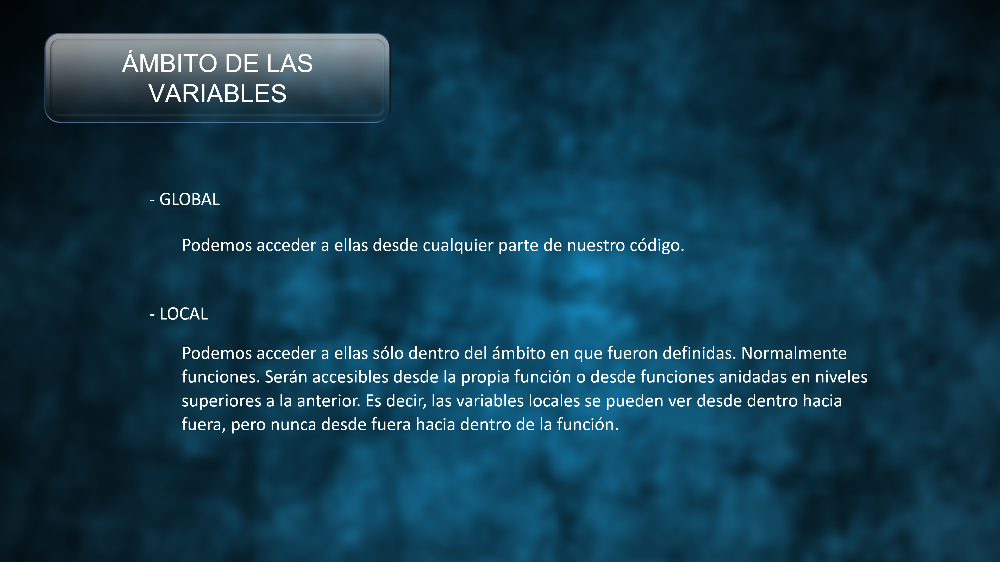 ÁMBITO DE LAS
VARIABLES
- GLOBAL
Podemos acceder a ellas desde cualquier parte de nuestro código.
- LOCAL
Podemos acceder a ellas sólo dentro del ámbito en que fueron definidas. Normalmente
funciones. Serán accesibles desde la propia función o desde funciones anidadas en niveles
superiores a la anterior. Es decir, las variables locales se pueden ver desde dentro hacia
fuera, pero nunca desde fuera hacia dentro de la función.